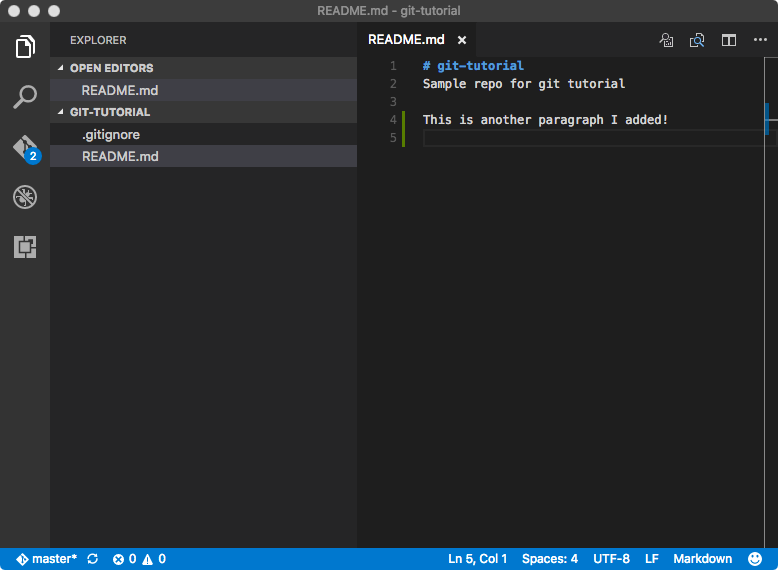 README.md - git-tutorial
EXPLORER
OPEN EDITORS
README.md
GIT-TUTORIAL
.gitignore
README.md
2
README.md
1 # git-tutorial
2 Sample repo for git tutorial
3
4 This is another paragraph I added!
5
master* 0 0 Ln 5, Col 1 Spaces: 4 UTF-8 LF Markdown